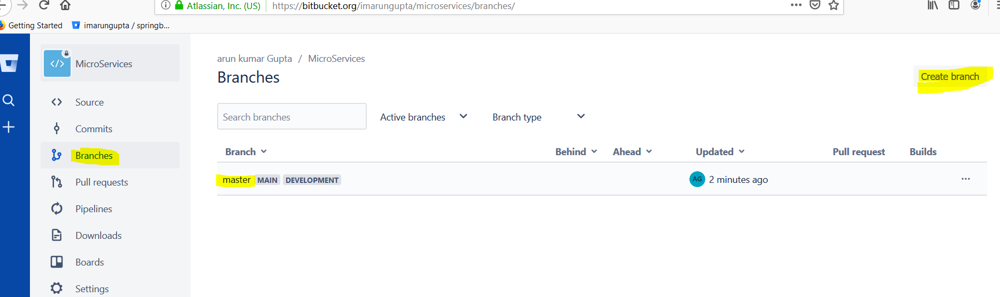 Atlassian, Inc. (US) https://bitbucket.org/imarungupta/microservices/branches/
Getting Started imarungupta / springb...
MicroServices
Source
Commits
Branches
Pull requests
Pipelines
Downloads
Boards
Settings
arun kumar Gupta / MicroServices
Branches
Create branch
Search branches Active branches Branch type
Branch Behind Ahead Updated Pull request Builds
master MAIN DEVELOPMENT AG 2 minutes ago